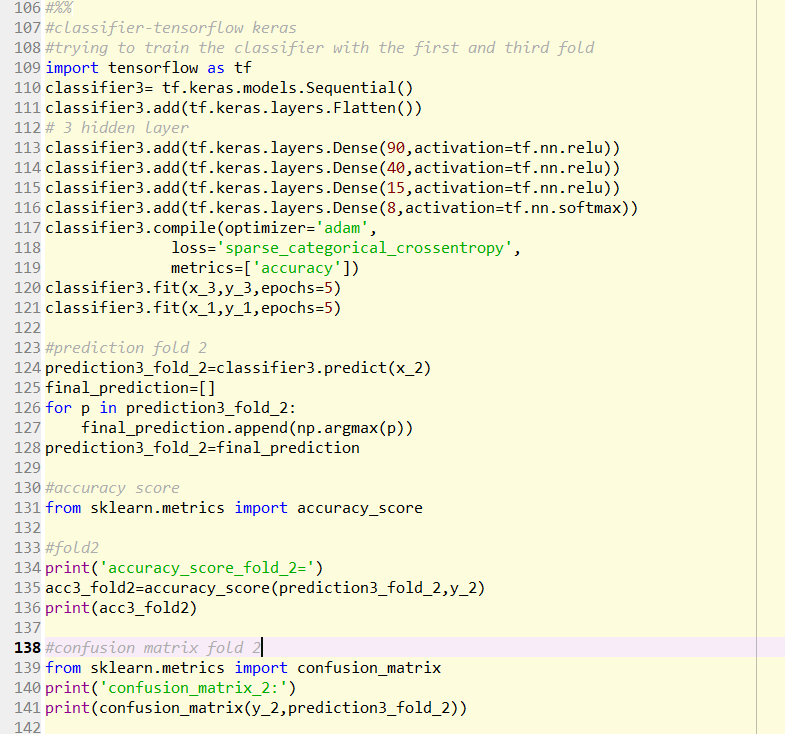 106 #%%
107 #classifier-tensorflow keras
108 #trying to train the classifier with the first and third fold
109 import tensorflow as tf
110 classifier3= tf.keras.models.Sequential()
111 classifier3.add(tf.keras.layers.Flatten())
112 # 3 hidden layer
113 classifier3.add(tf.keras.layers.Dense(90,activation=tf.nn.relu))
114 classifier3.add(tf.keras.layers.Dense(40,activation=tf.nn.relu))
115 classifier3.add(tf.keras.layers.Dense(15,activation=tf.nn.relu))
116 classifier3.add(tf.keras.layers.Dense(8,activation=tf.nn.softmax))
117 classifier3.compile(optimizer='adam',
118               loss='sparse_categorical_crossentropy',
119               metrics=['accuracy'])
120 classifier3.fit(x_3,y_3,epochs=5)
121 classifier3.fit(x_1,y_1,epochs=5)
122
123 #prediction fold 2
124 prediction3_fold_2=classifier3.predict(x_2)
125 final_prediction=[]
126 for p in prediction3_fold_2:
127     final_prediction.append(np.argmax(p))
128 prediction3_fold_2=final_prediction
129
130 #accuracy score
131 from sklearn.metrics import accuracy_score
132
133 #fold2
134 print('accuracy_score_fold_2=')
135 acc3_fold2=accuracy_score(prediction3_fold_2,y_2)
136 print(acc3_fold2)
137
138 #confusion matrix fold 2
139 from sklearn.metrics import confusion_matrix
140 print('confusion_matrix_2:')
141 print(confusion_matrix(y_2,prediction3_fold_2))
142